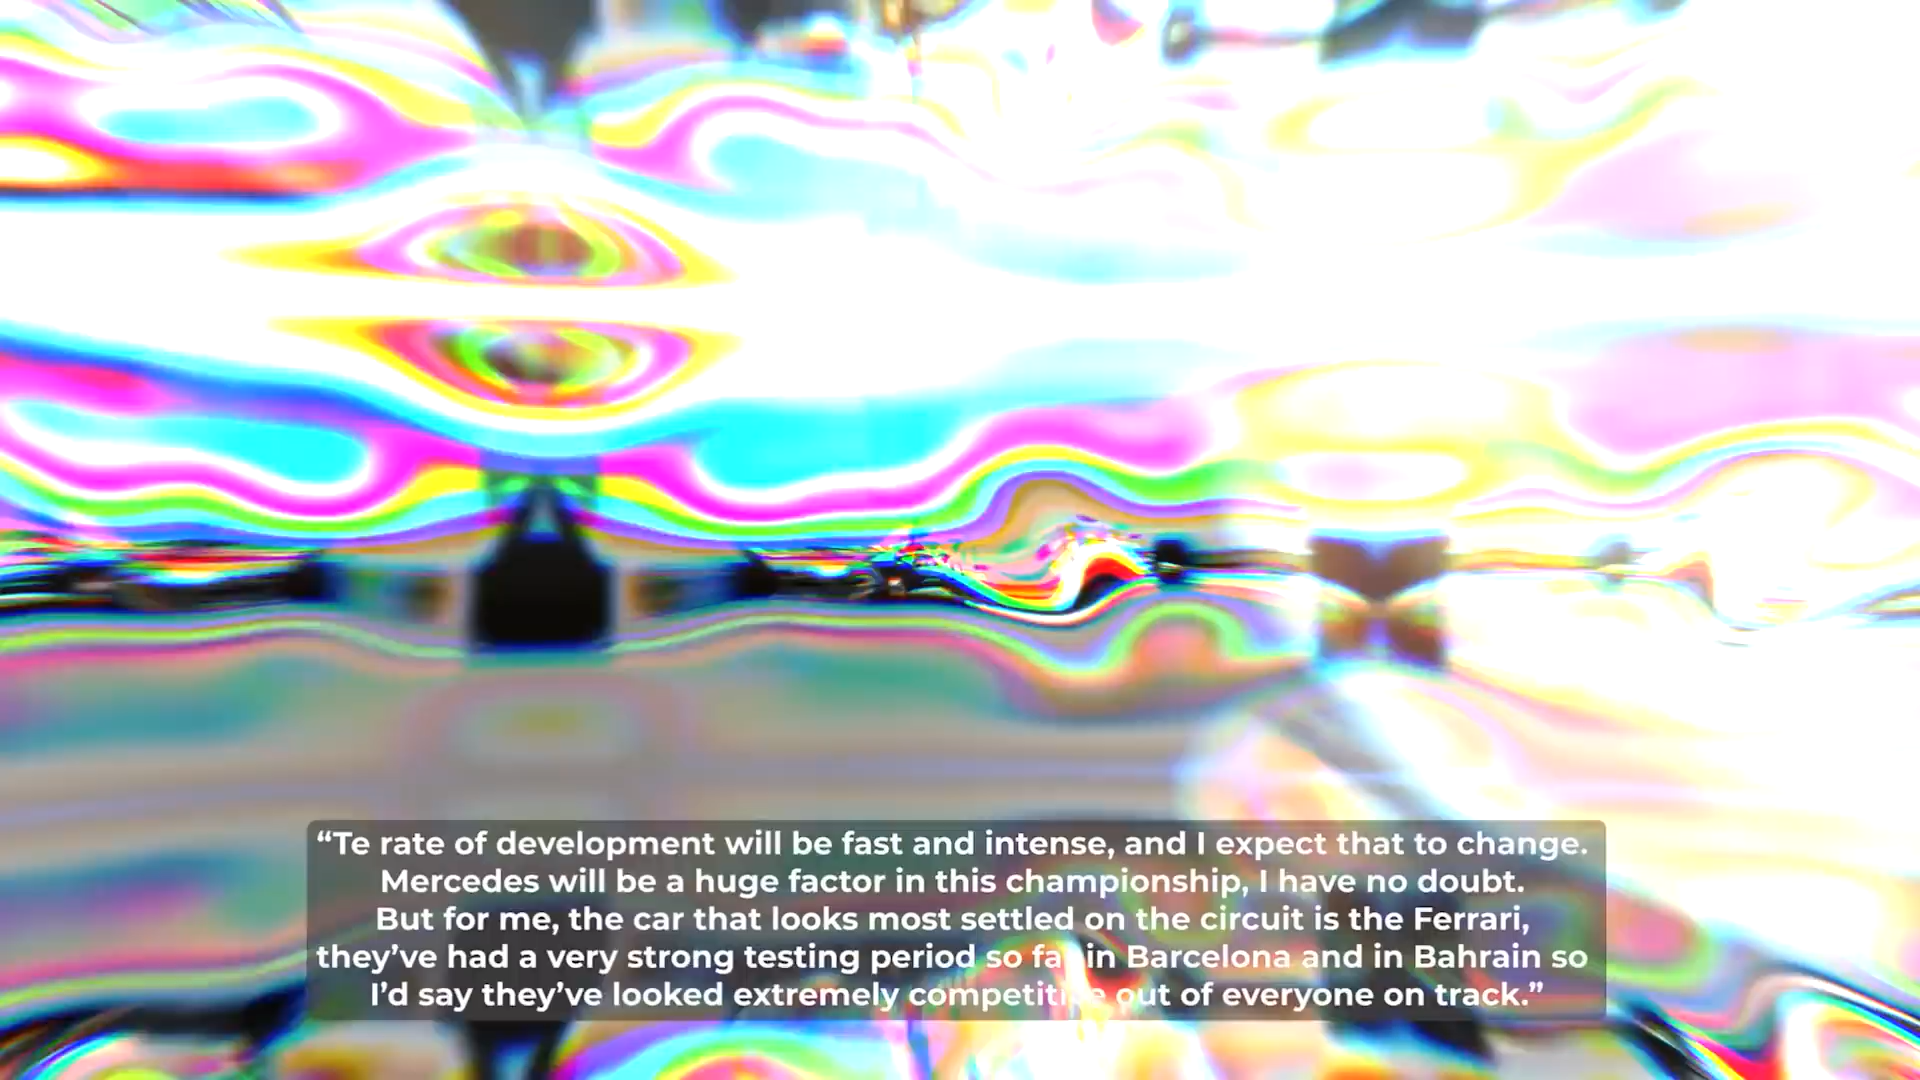 “Te rate of development will be fast and intense, and I expect that to change.
Mercedes will be a huge factor in this championship, I have no doubt.
But for me, the car that looks most settled on the circuit is the Ferrari,
they’ve had a very strong testing period so far in Barcelona and in Bahrain so
I’d say they’ve looked extremely competitive out of everyone on track.”